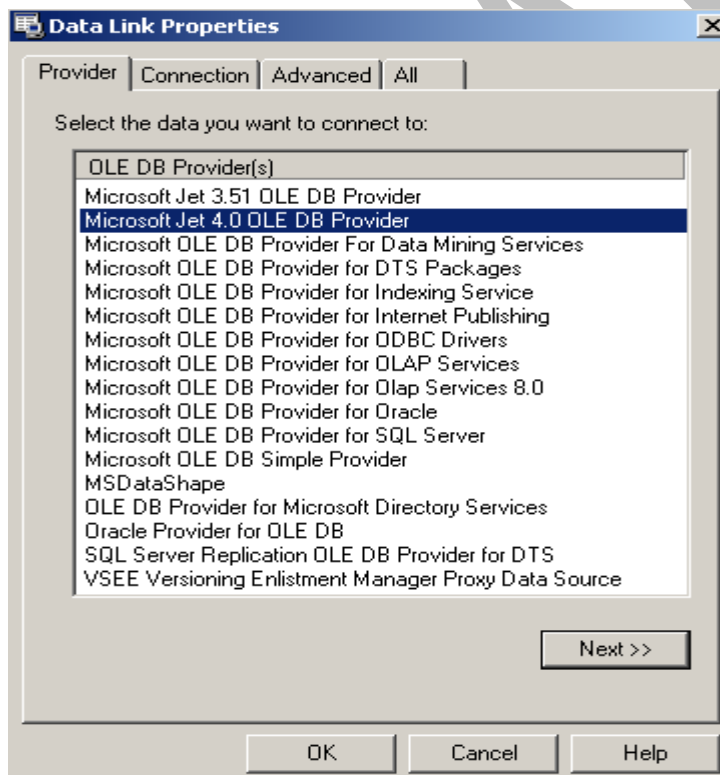 Data Link Properties
Provider Connection Advanced All
Select the data you want to connect to:
OLE DB Provider(s)
Microsoft Jet 3.51 OLE DB Provider
Microsoft Jet 4.0 OLE DB Provider
Microsoft OLE DB Provider For Data Mining Services
Microsoft OLE DB Provider for DTS Packages
Microsoft OLE DB Provider for Indexing Service
Microsoft OLE DB Provider for Internet Publishing
Microsoft OLE DB Provider for ODBC Drivers
Microsoft OLE DB Provider for OLAP Services
Microsoft OLE DB Provider for Olap Services 8.0
Microsoft OLE DB Provider for Oracle
Microsoft OLE DB Provider for SQL Server
Microsoft OLE DB Simple Provider
MSDataShape
OLE DB Provider for Microsoft Directory Services
Oracle Provider for OLE DB
SQL Server Replication OLE DB Provider for DTS
VSEE Versioning Enlistment Manager Proxy Data Source
Next >>
OK Cancel Help